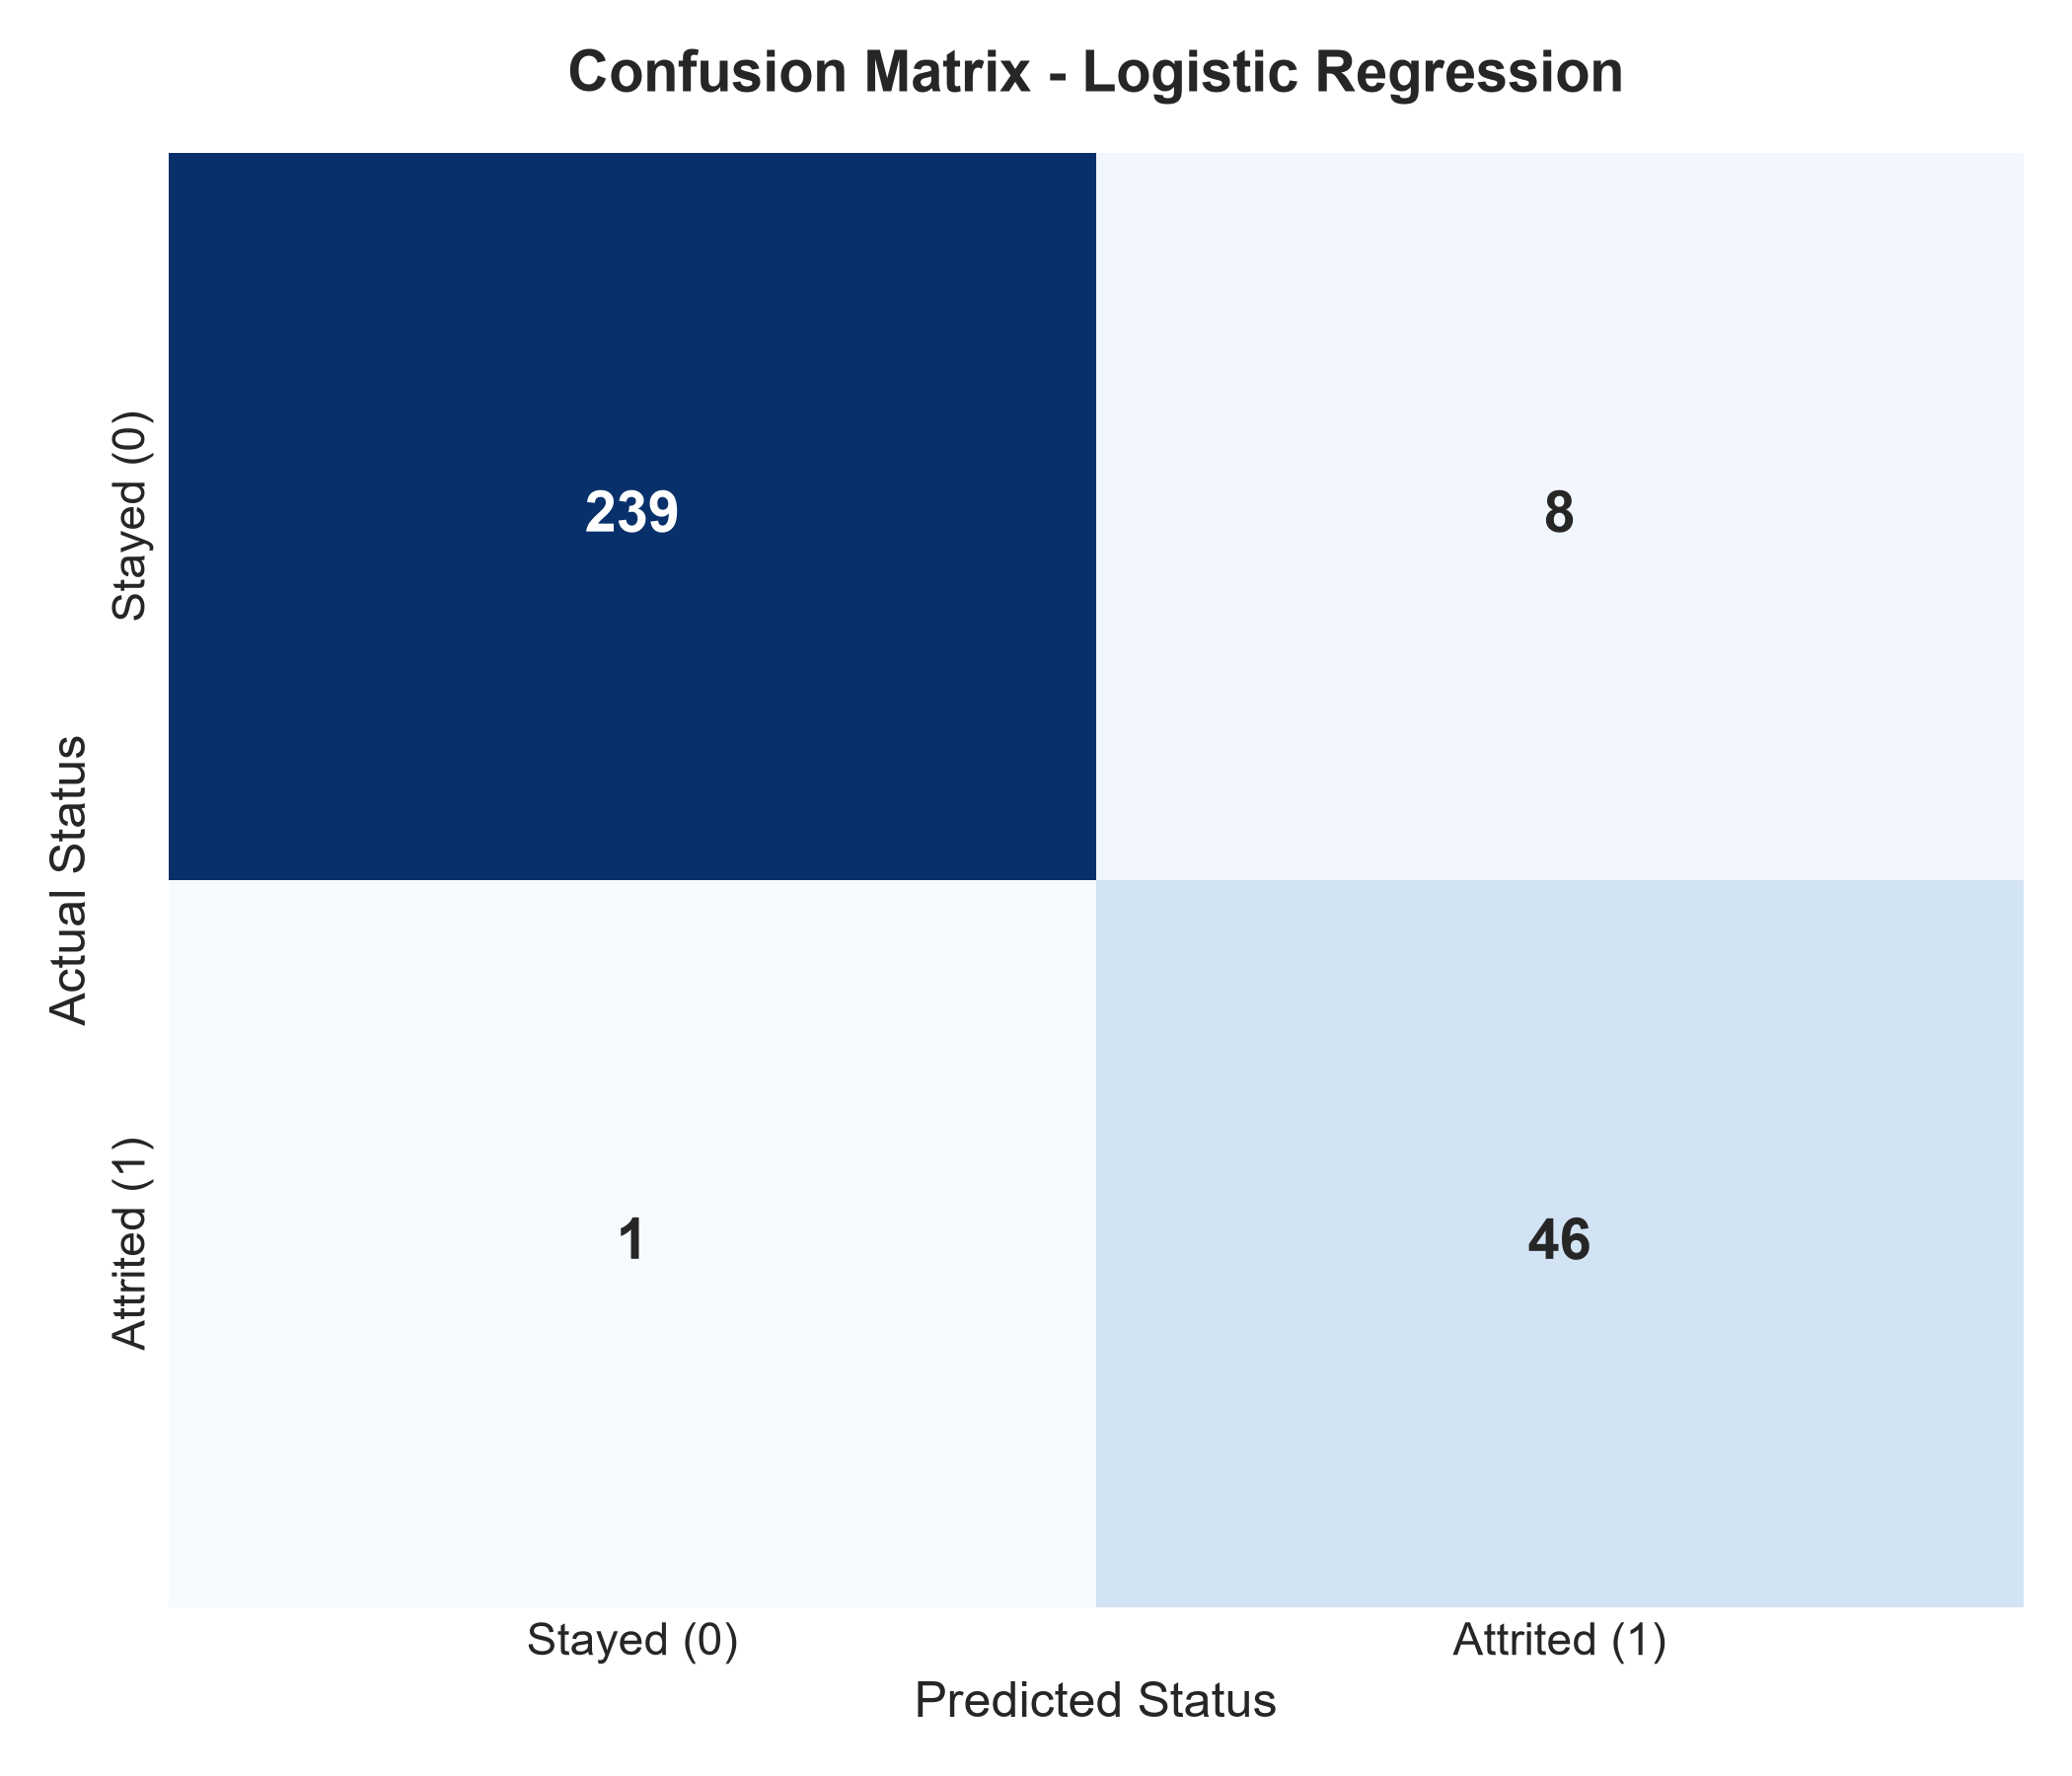 Confusion Matrix - Logistic Regression
Actual Status
Stayed (0)
239
8
Attrited (1)
1
46
Stayed (0)
Attrited (1)
Predicted Status